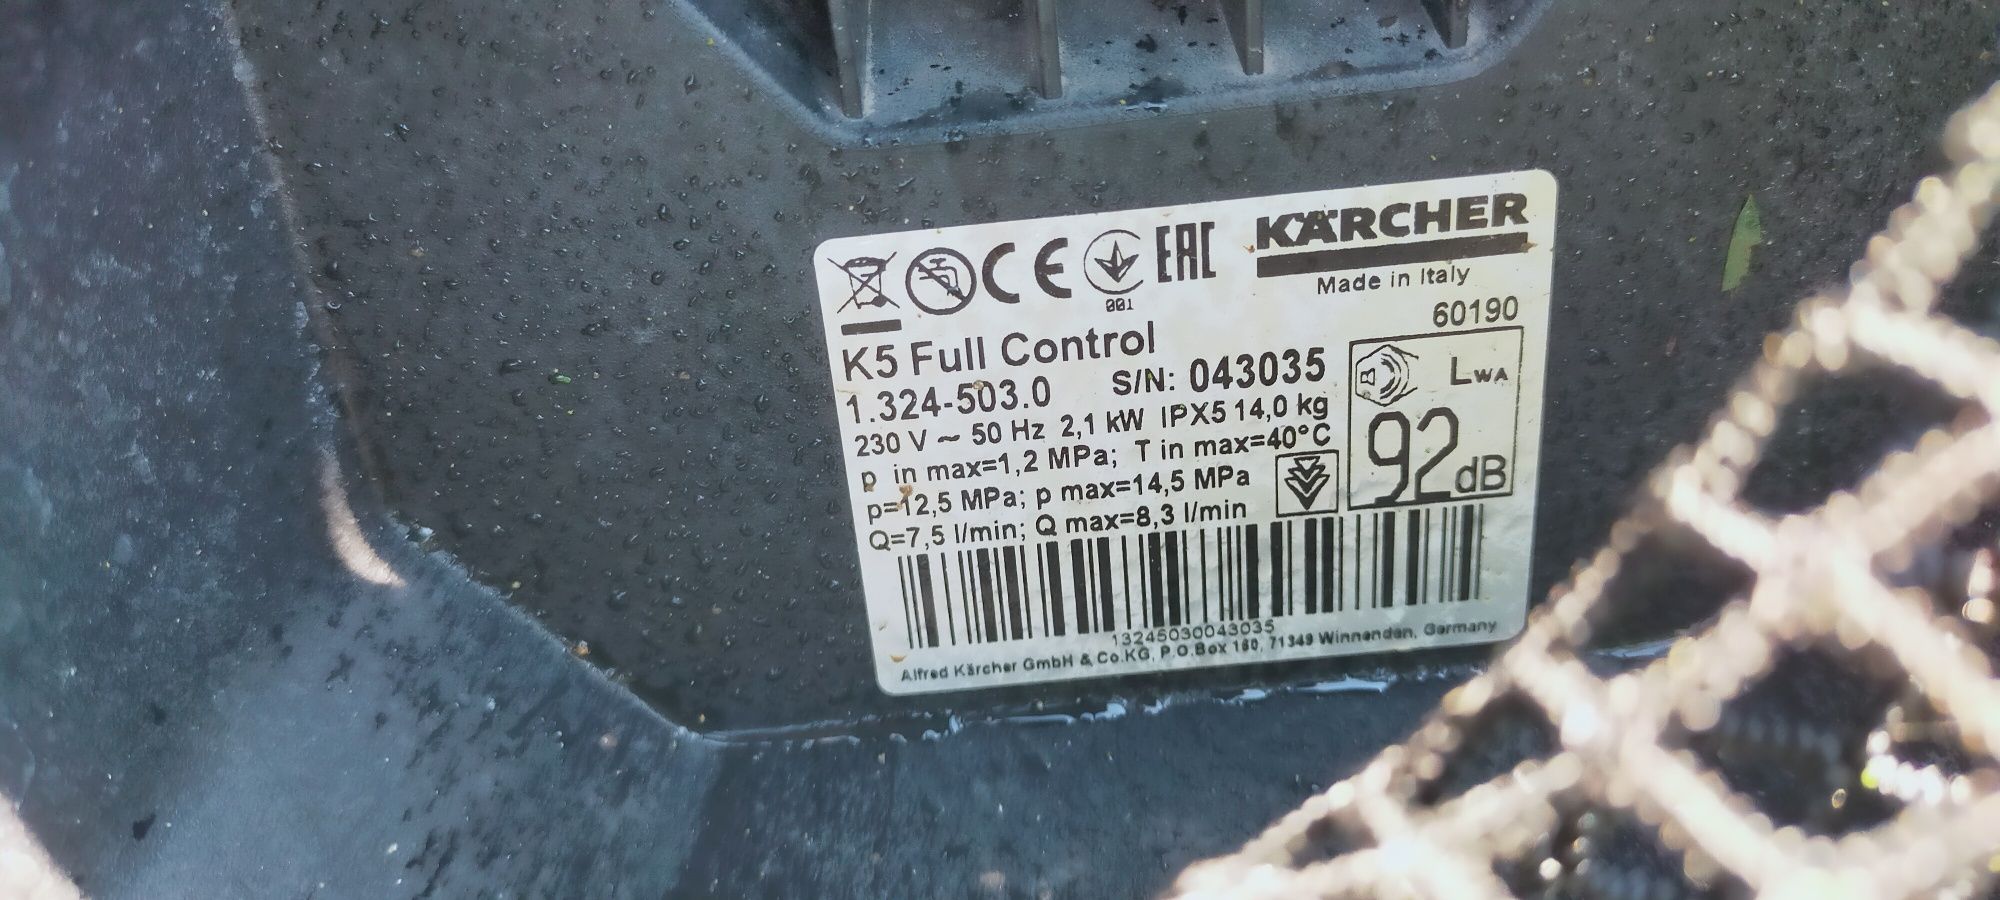 CE
001
EAC
KÄRCHER
Made in Italy
60190
K5 Full Control
1.324-503.0 S/N: 043035
230 V ~ 50 Hz 2,1 kW IPX5 14,0 kg
p in max=1,2 MPa; T in max=40°C
p=12,5 MPa; p max=14,5 MPa
Q=7,5 l/min; Q max=8,3 l/min
LWA
92dB
13245030043035
Alfred Kärcher GmbH & Co.KG, P.O.Box 160, 71349 Winnenden, Germany